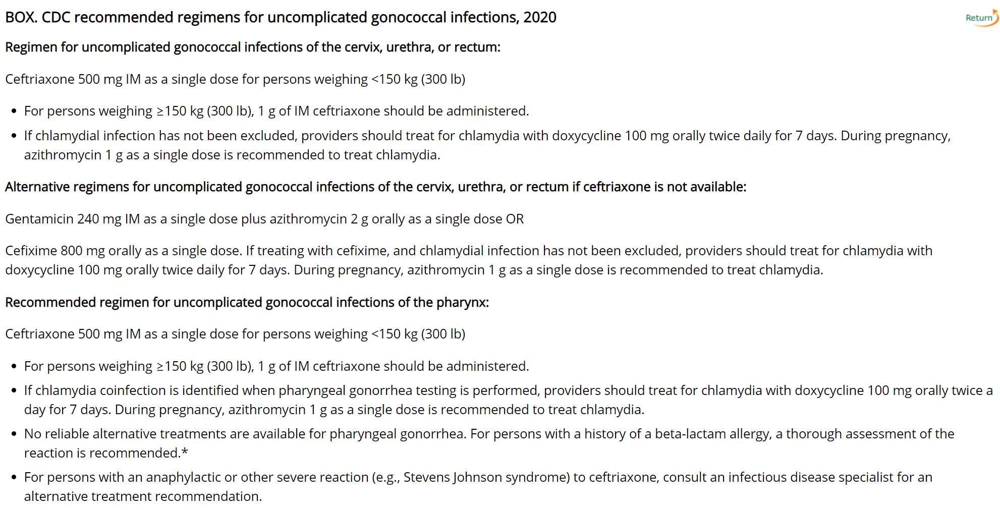 BOX. CDC recommended regimens for uncomplicated gonococcal infections, 2020
Return
Regimen for uncomplicated gonococcal infections of the cervix, urethra, or rectum:
Ceftriaxone 500 mg IM as a single dose for persons weighing <150 kg (300 lb)
• For persons weighing ≥150 kg (300 lb), 1 g of IM ceftriaxone should be administered.
• If chlamydial infection has not been excluded, providers should treat for chlamydia with doxycycline 100 mg orally twice daily for 7 days. During pregnancy,
azithromycin 1 g as a single dose is recommended to treat chlamydia.
Alternative regimens for uncomplicated gonococcal infections of the cervix, urethra, or rectum if ceftriaxone is not available:
Gentamicin 240 mg IM as a single dose plus azithromycin 2 g orally as a single dose OR
Cefixime 800 mg orally as a single dose. If treating with cefixime, and chlamydial infection has not been excluded, providers should treat for chlamydia with
doxycycline 100 mg orally twice daily for 7 days. During pregnancy, azithromycin 1 g as a single dose is recommended to treat chlamydia.
Recommended regimen for uncomplicated gonococcal infections of the pharynx:
Ceftriaxone 500 mg IM as a single dose for persons weighing <150 kg (300 lb)
• For persons weighing ≥150 kg (300 lb), 1 g of IM ceftriaxone should be administered.
• If chlamydia coinfection is identified when pharyngeal gonorrhea testing is performed, providers should treat for chlamydia with doxycycline 100 mg orally twice a
day for 7 days. During pregnancy, azithromycin 1 g as a single dose is recommended to treat chlamydia.
• No reliable alternative treatments are available for pharyngeal gonorrhea. For persons with a history of a beta-lactam allergy, a thorough assessment of the
reaction is recommended.*
• For persons with an anaphylactic or other severe reaction (e.g., Stevens Johnson syndrome) to ceftriaxone, consult an infectious disease specialist for an
alternative treatment recommendation.